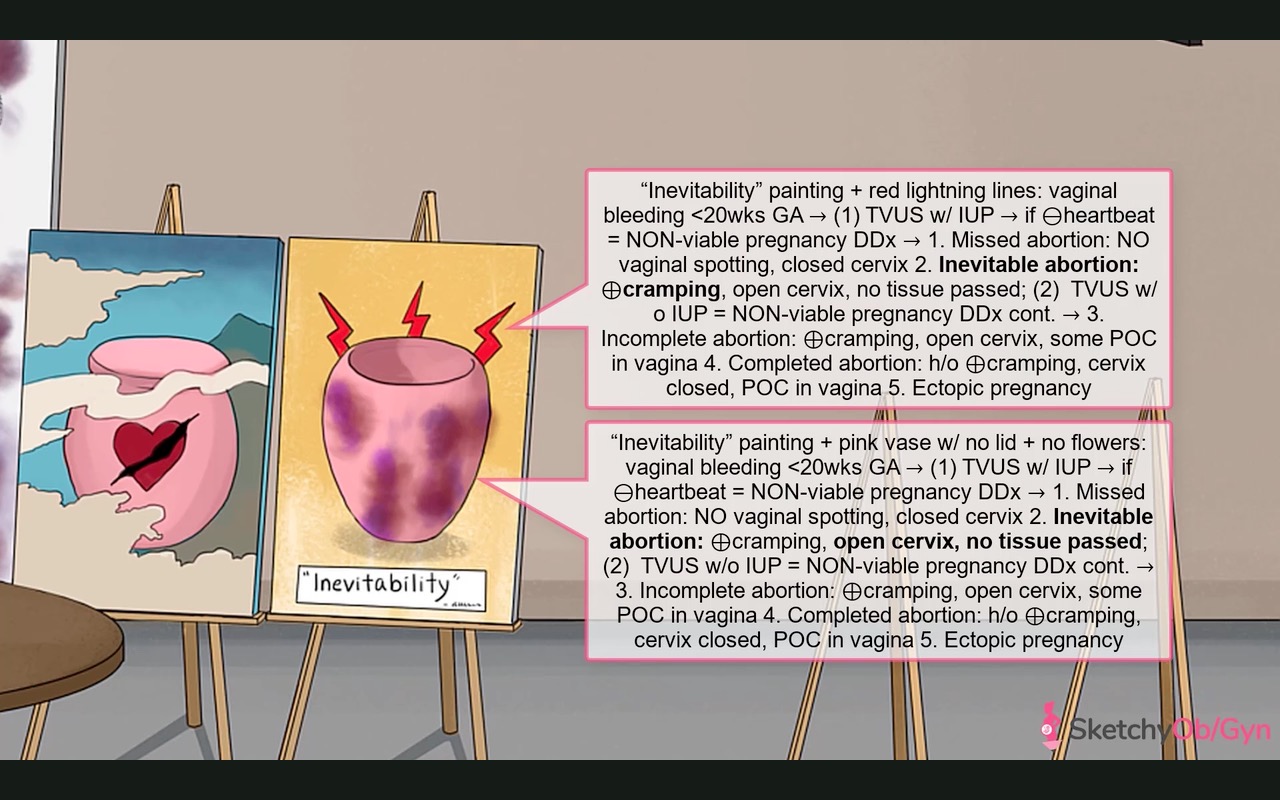 “Inevitability” painting + red lightning lines: vaginal
bleeding <20wks GA → (1) TVUS w/ IUP → if ⊖heartbeat
= NON-viable pregnancy DDx → 1. Missed abortion: NO
vaginal spotting, closed cervix 2. Inevitable abortion:
⊕cramping, open cervix, no tissue passed; (2)  TVUS w/
o IUP = NON-viable pregnancy DDx cont. → 3.
Incomplete abortion: ⊕cramping, open cervix, some POC
in vagina 4. Completed abortion: h/o ⊕cramping, cervix
closed, POC in vagina 5. Ectopic pregnancy
“Inevitability” painting + pink vase w/ no lid + no flowers:
vaginal bleeding <20wks GA → (1) TVUS w/ IUP → if
⊖heartbeat = NON-viable pregnancy DDx → 1. Missed
abortion: NO vaginal spotting, closed cervix 2. Inevitable
abortion: ⊕cramping, open cervix, no tissue passed;
(2)  TVUS w/o IUP = NON-viable pregnancy DDx cont. →
3. Incomplete abortion: ⊕cramping, open cervix, some
POC in vagina 4. Completed abortion: h/o ⊕cramping,
cervix closed, POC in vagina 5. Ectopic pregnancy
"Inevitability"
SketchyOb/Gyn